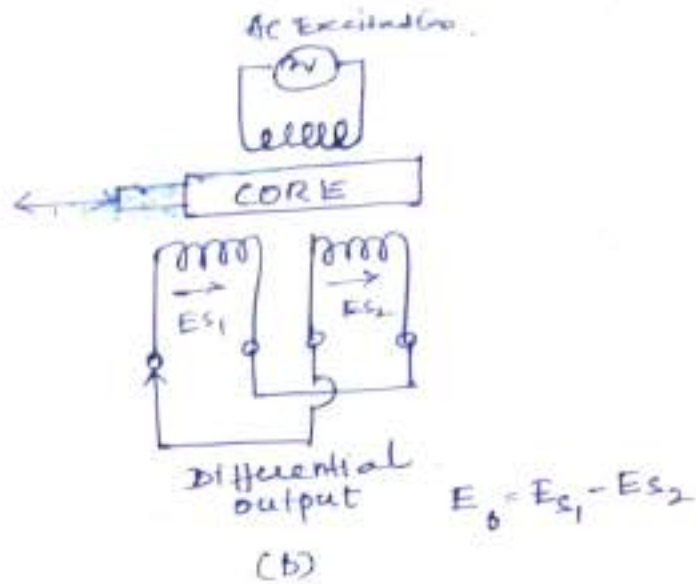 AC Excitation.
CORE
ES1
ES2
Differential
output
E0 = ES1 - ES2
(b)